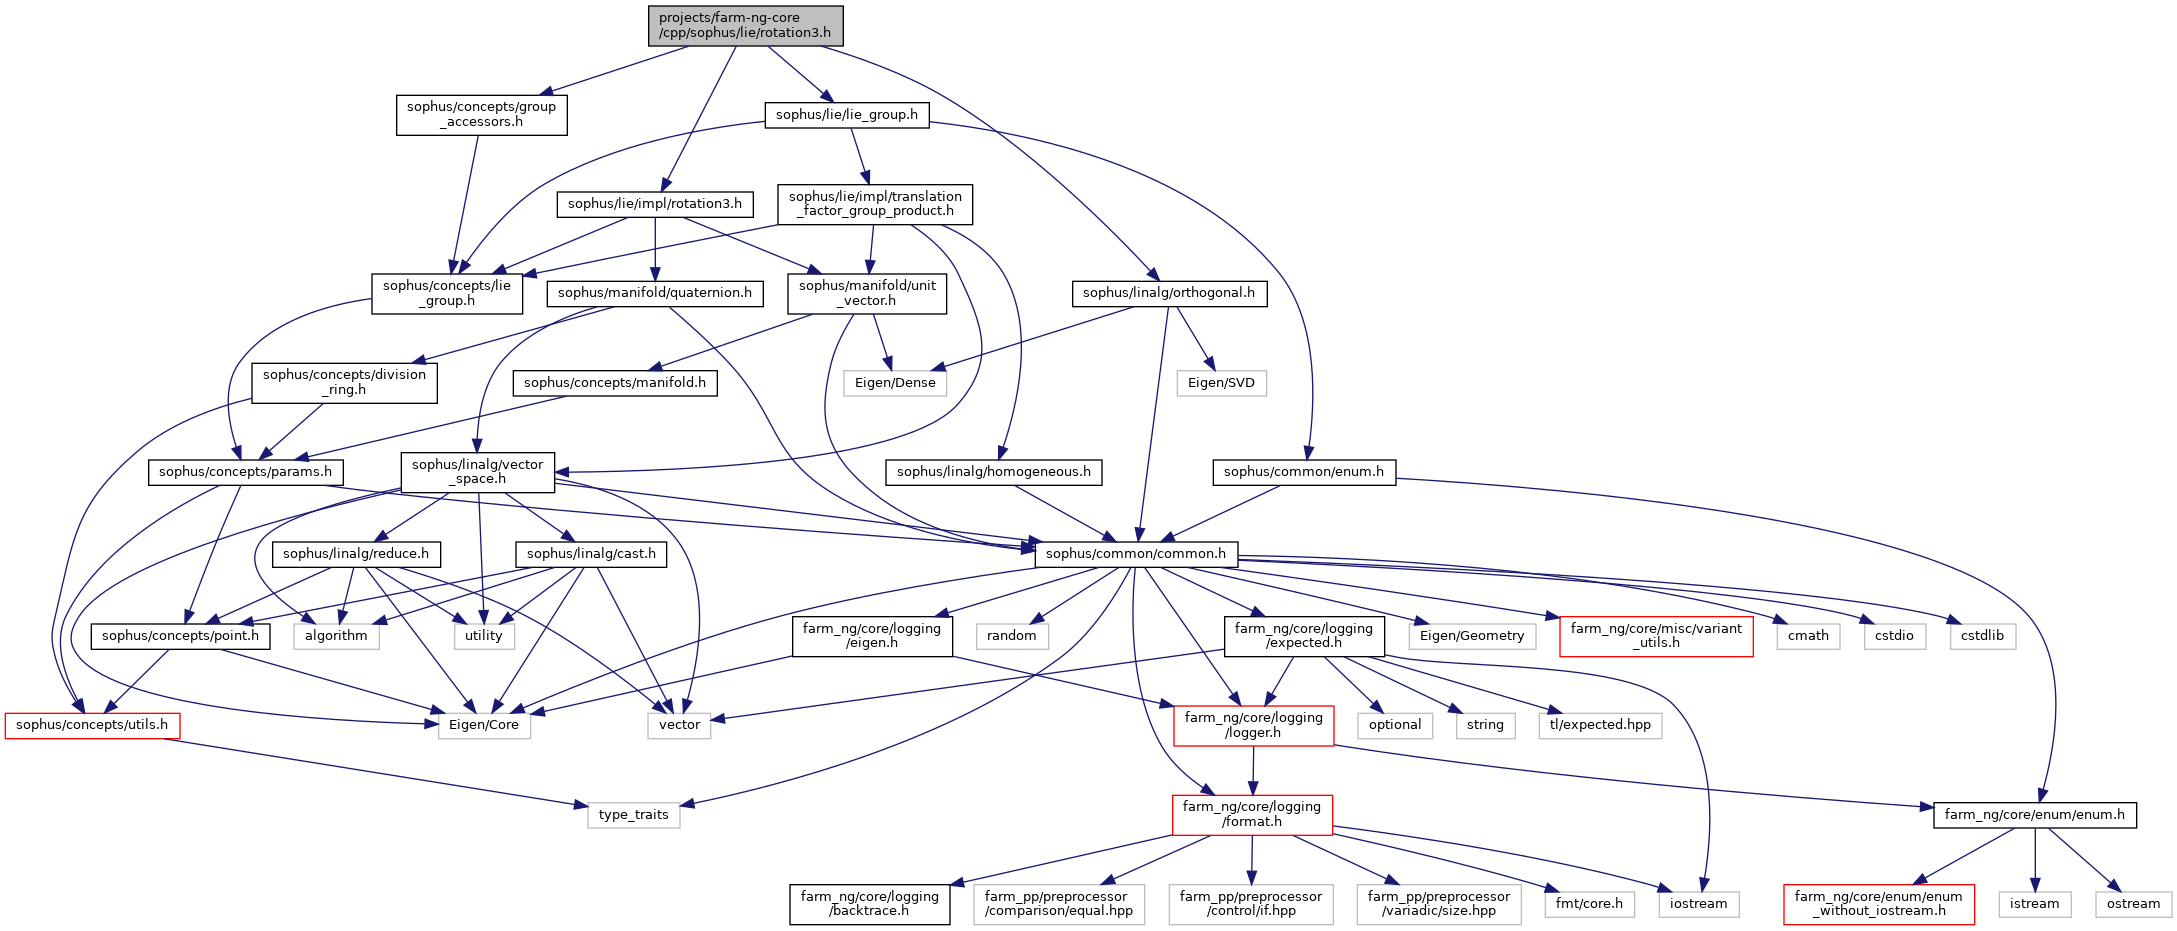 projects/farm-ng-core
/cpp/sophus/lie/rotation3.h
sophus/concepts/group
_accessors.h
sophus/lie/lie_group.h
sophus/lie/impl/rotation3.h
sophus/lie/impl/translation
_factor_group_product.h
sophus/concepts/lie
_group.h
sophus/manifold/quaternion.h
sophus/manifold/unit
_vector.h
sophus/linalg/orthogonal.h
sophus/concepts/division
_ring.h
sophus/concepts/manifold.h
Eigen/Dense
Eigen/SVD
sophus/concepts/params.h
sophus/linalg/vector
_space.h
sophus/linalg/homogeneous.h
sophus/common/enum.h
sophus/linalg/reduce.h
sophus/linalg/cast.h
sophus/common/common.h
sophus/concepts/point.h
algorithm
utility
farm_ng/core/logging
/eigen.h
random
farm_ng/core/logging
/expected.h
Eigen/Geometry
farm_ng/core/misc/variant
_utils.h
cmath
cstdio
cstdlib
sophus/concepts/utils.h
Eigen/Core
vector
farm_ng/core/logging
/logger.h
optional
string
tl/expected.hpp
type_traits
farm_ng/core/logging
/format.h
farm_ng/core/enum/enum.h
farm_ng/core/logging
/backtrace.h
farm_pp/preprocessor
/comparison/equal.hpp
farm_pp/preprocessor
/control/if.hpp
farm_pp/preprocessor
/variadic/size.hpp
fmt/core.h
iostream
farm_ng/core/enum/enum
_without_iostream.h
istream
ostream